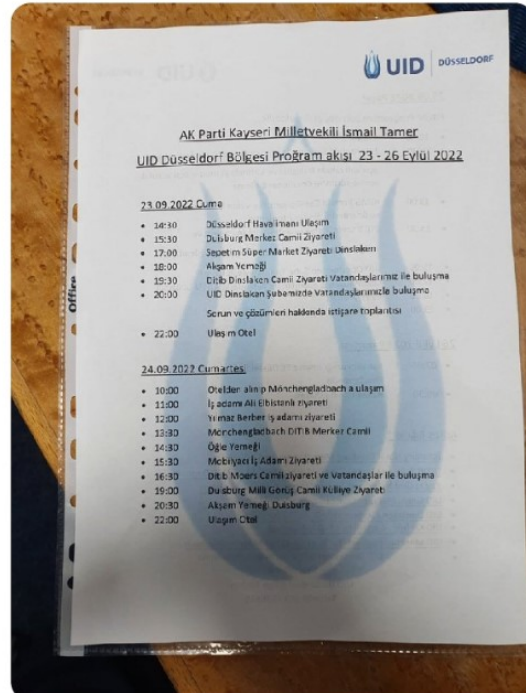 UID DÜSSELDORF
AK Parti Kayseri Milletvekili İsmail Tamer
UID Düsseldorf Bölgesi Program akışı 23 - 26 Eylül 2022
23.09.2022 Cuma
• 14:30 Düsseldorf Havalimanı Ulaşım
• 15:30 Duisburg Merkez Camii Ziyareti
• 17:00 Sepetim Süper Market Ziyareti Dinslaken
• 18:00 Akşam Yemeği
• 19:30 Ditib Dinslaken Camii Ziyareti Vatandaşlarımız ile buluşma
• 20:00 UID Dinslaken Şubemizde Vatandaşlarımızla buluşma
Sorun ve çözümleri hakkında istişare toplantısı
• 22:00 Ulaşım Otel
24.09.2022 Cumartesi
• 10:00 Otelden alınıp Mönchengladbach a ulaşım
• 11:00 İş adamı Ali Elbistanlı ziyareti
• 12:00 Yılmaz Berber iş adamı ziyareti
• 13:30 Mönchengladbach DITIB Merkez Camii
• 14:30 Öğle Yemeği
• 15:30 Mobilyacı İş Adamı Ziyareti
• 16:30 Ditib Moers Camii ziyareti ve Vatandaşlar ile buluşma
• 19:00 Duisburg Milli Görüş Camii Külliye Ziyareti
• 20:30 Akşam Yemeği Duisburg
• 22:00 Ulaşım Otel
Office